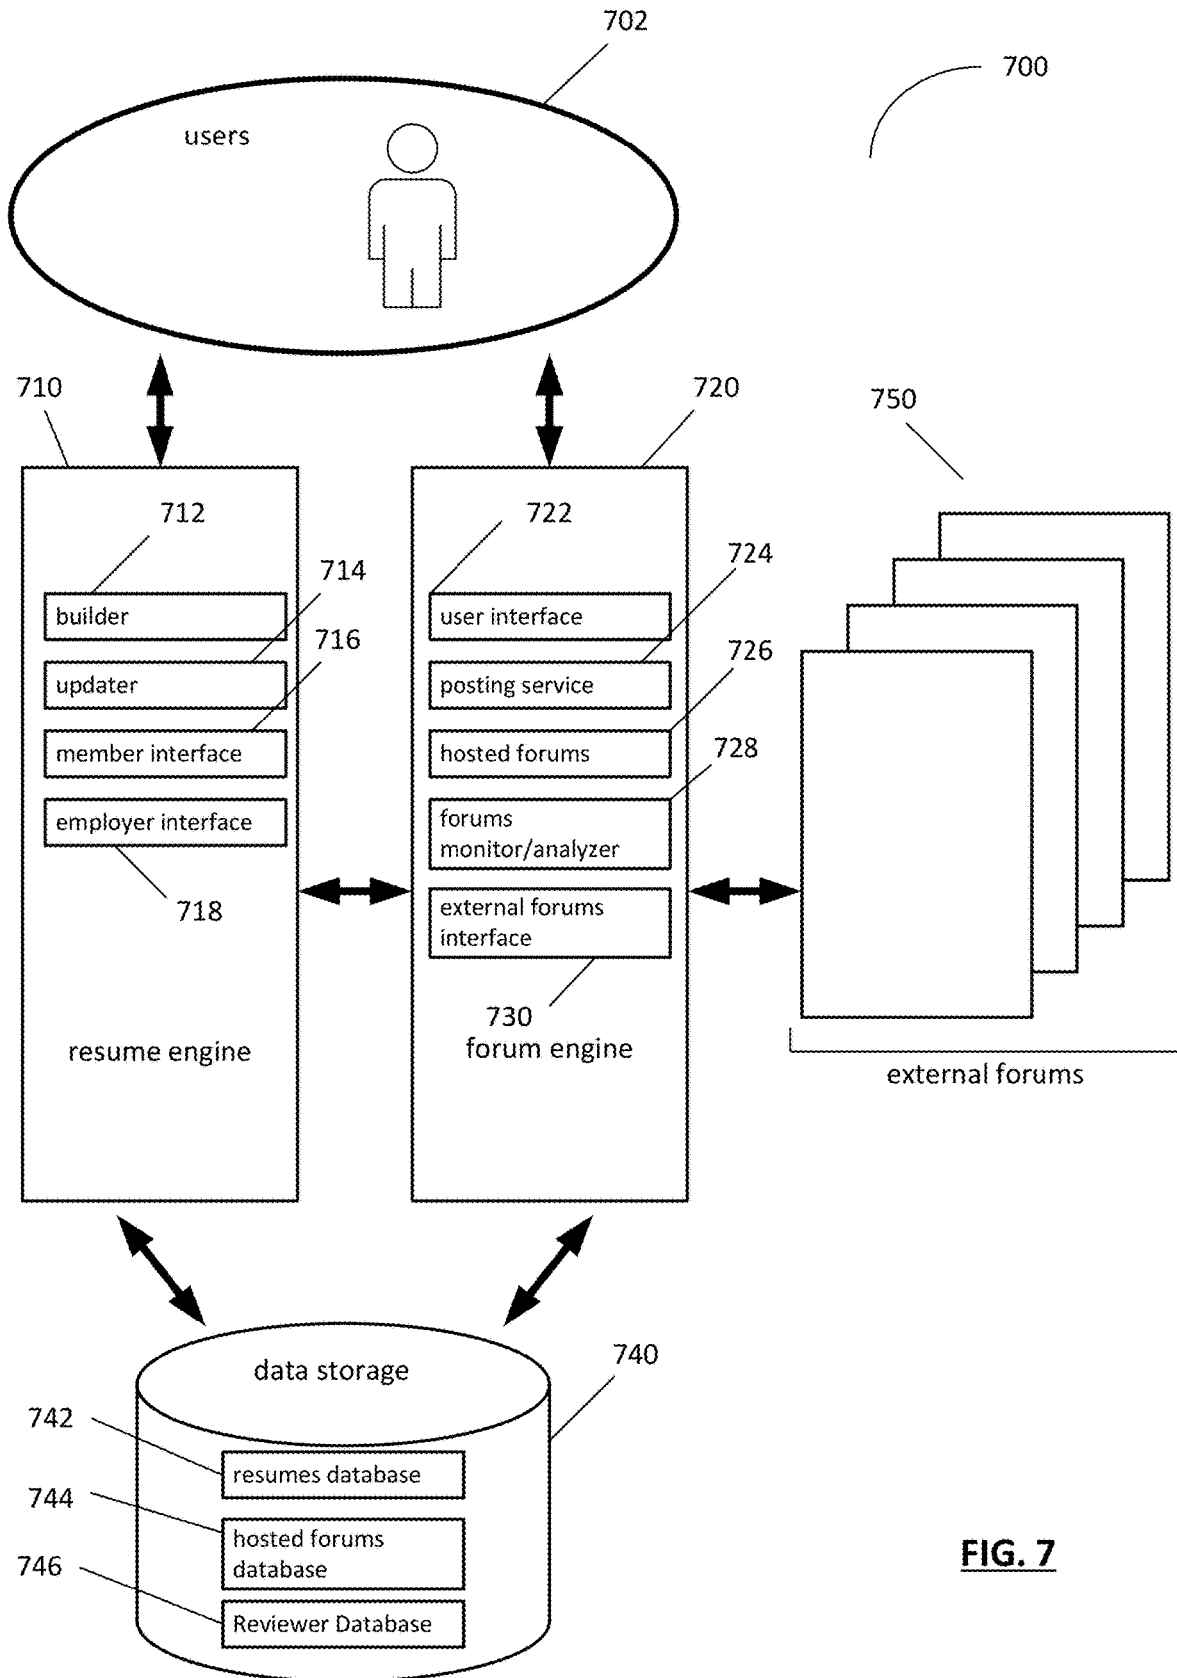 702
700
users
710
720
750
712
722
724
714
builder
user interface
716
726
updater
posting service
member interface
hosted forums
728
employer interface
forums
monitor/analyzer
718
external forums
interface
730
resume engine
forum engine
external forums
data storage
740
742
resumes database
744
hosted forums
database
746
Reviewer Database
FIG. 7